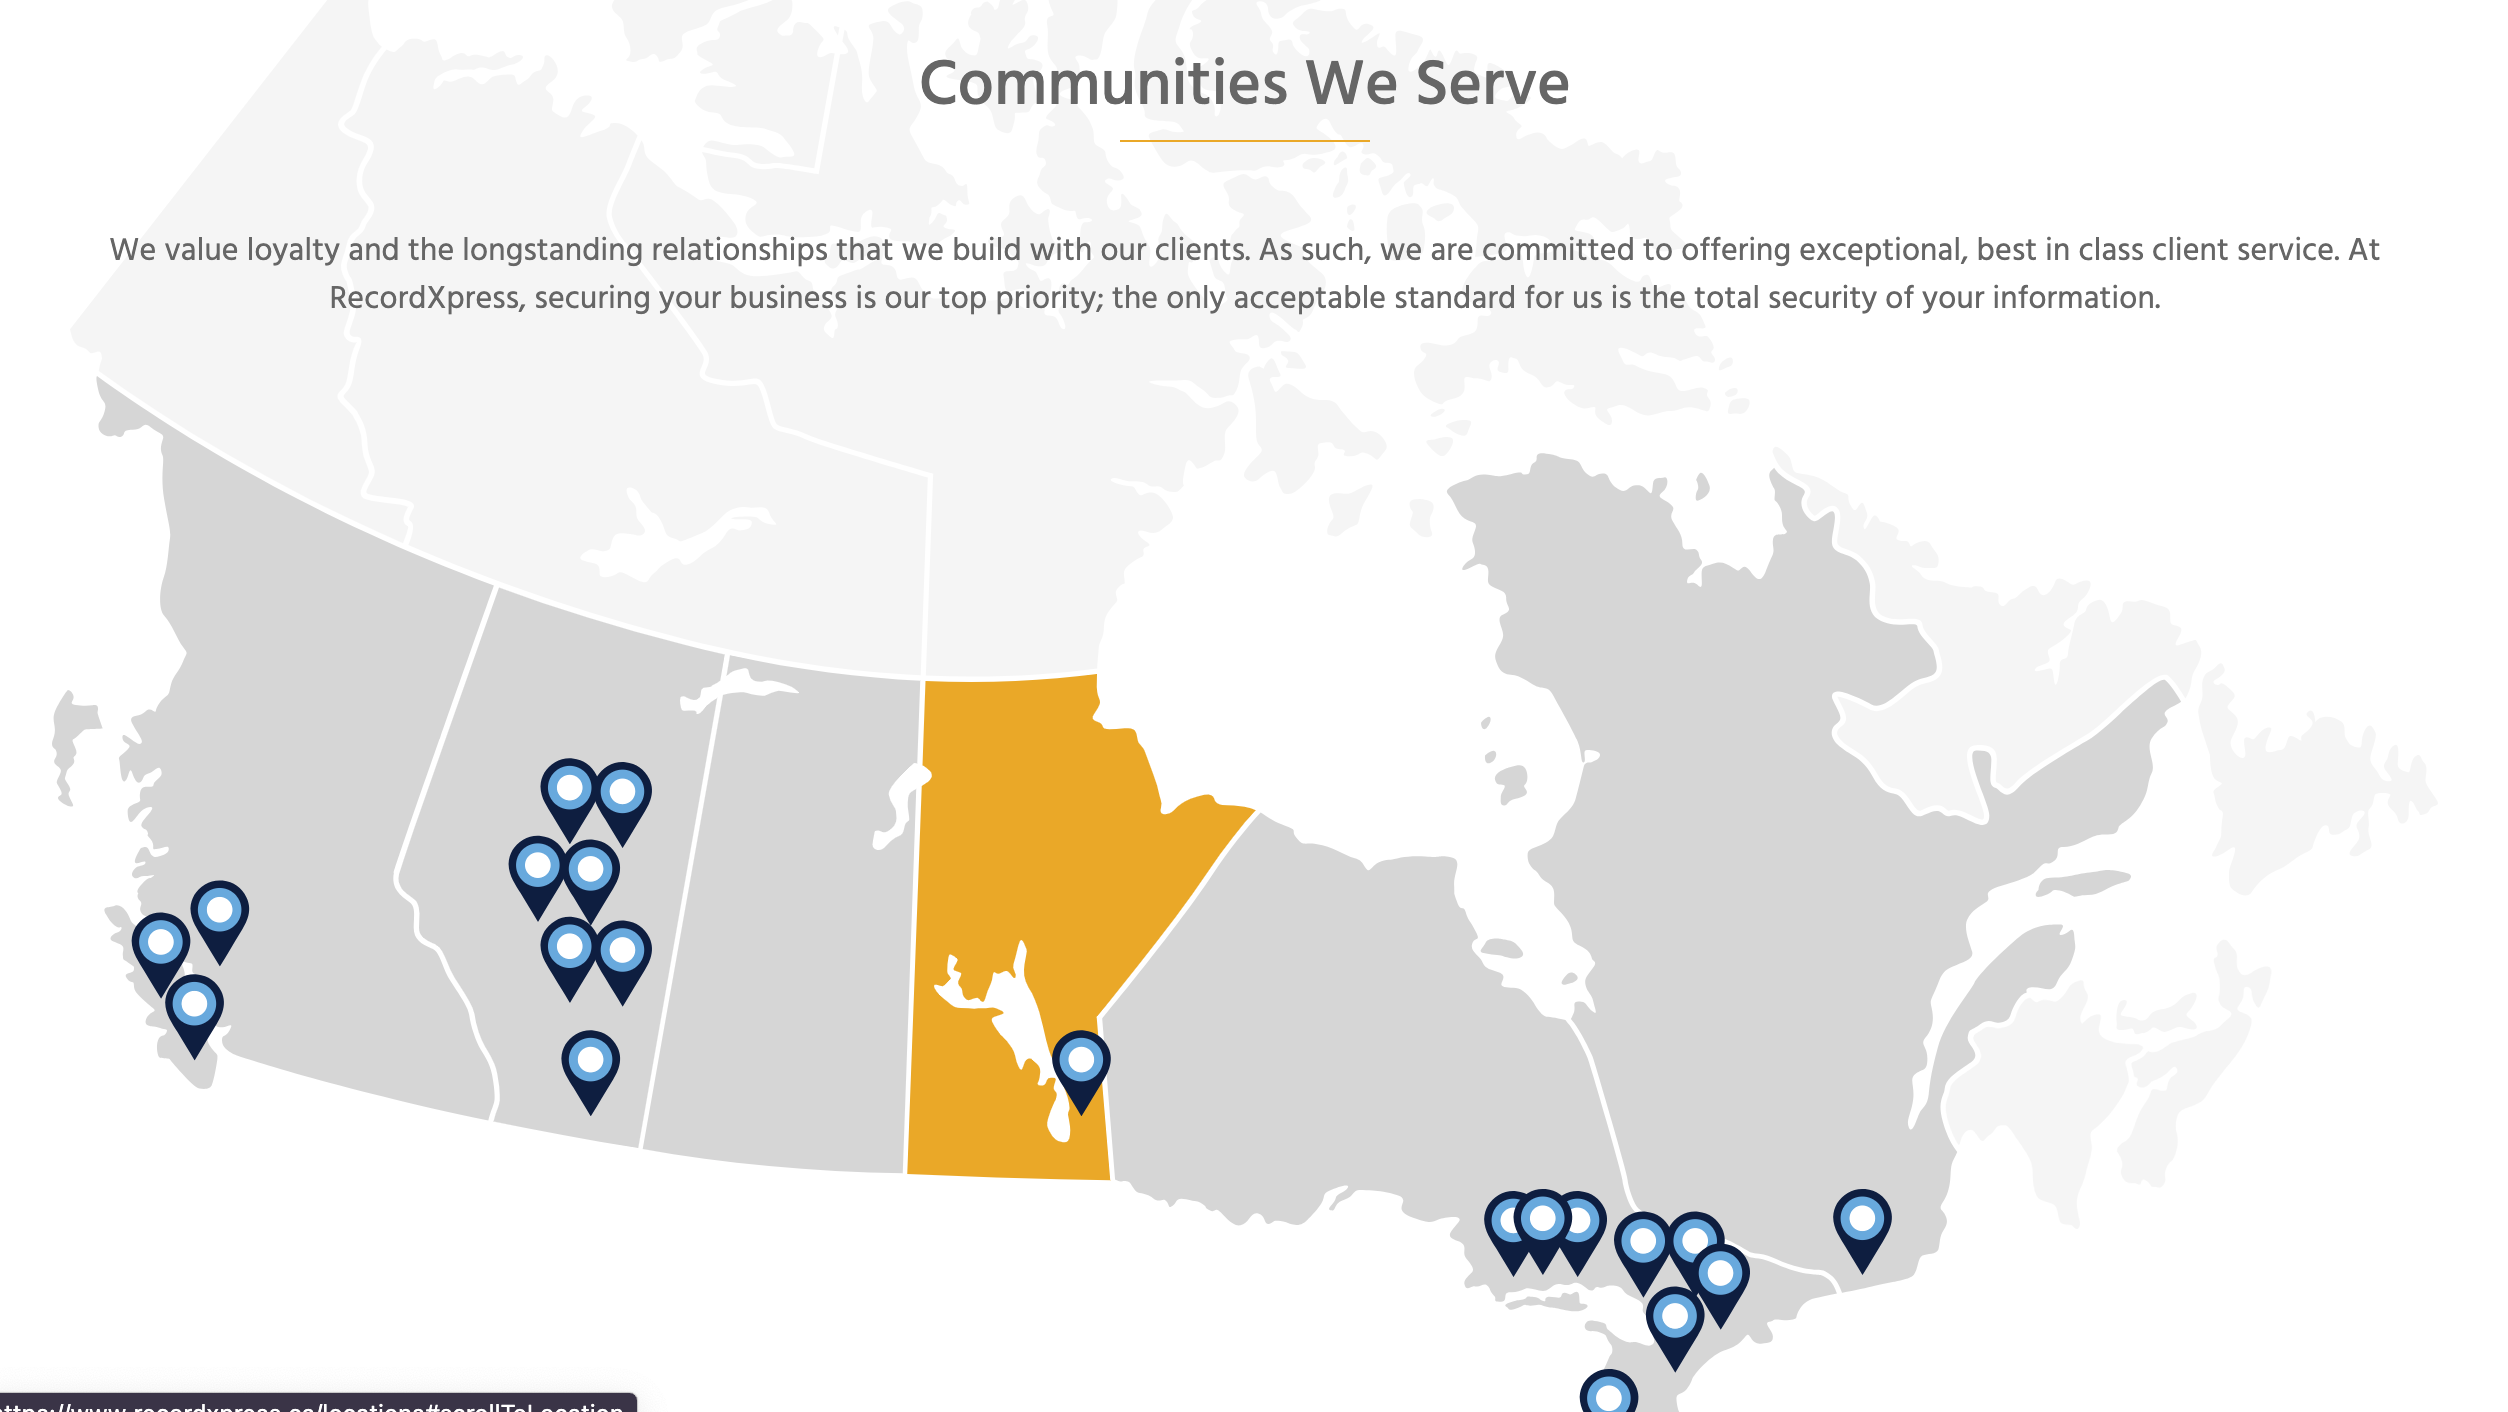 Communities We Serve
We value loyalty and the longstanding relationships that we build with our clients. As such, we are committed to offering exceptional, best in class client service. At
RecordXpress, securing your business is our top priority; the only acceptable standard for us is the total security of your information.
ttps://www.recordxpress.ca/locations#scrollToLocation